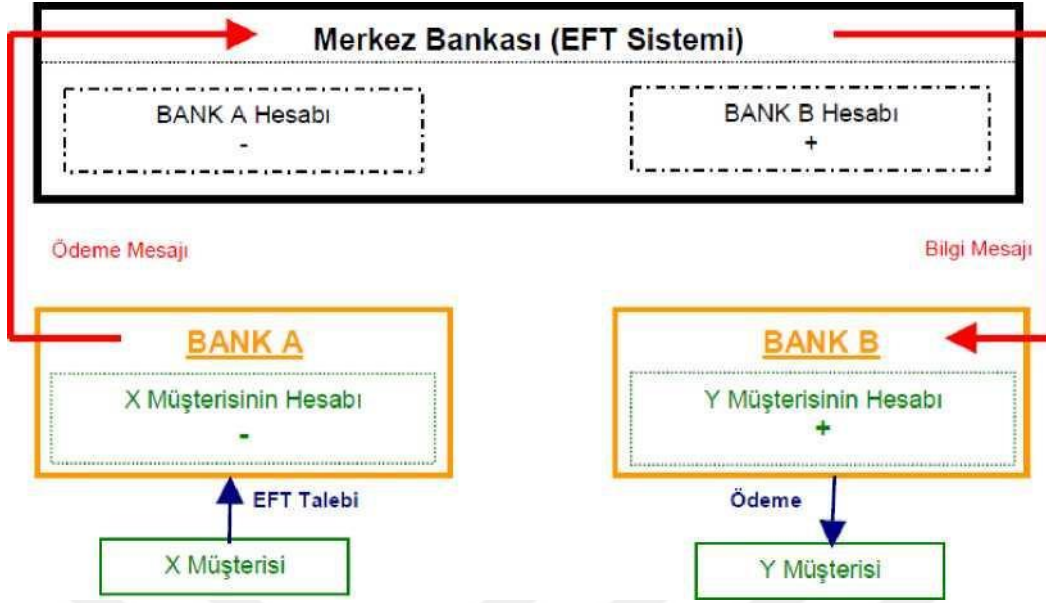 Merkez Bankası (EFT Sistemi)
BANK A Hesabı
-
BANK B Hesabı
+
Ödeme Mesajı
Bilgi Mesajı
BANK A
X Müşterisinin Hesabı
-
BANK B
Y Müşterisinin Hesabı
+
EFT Talebi
Ödeme
X Müşterisi
Y Müşterisi